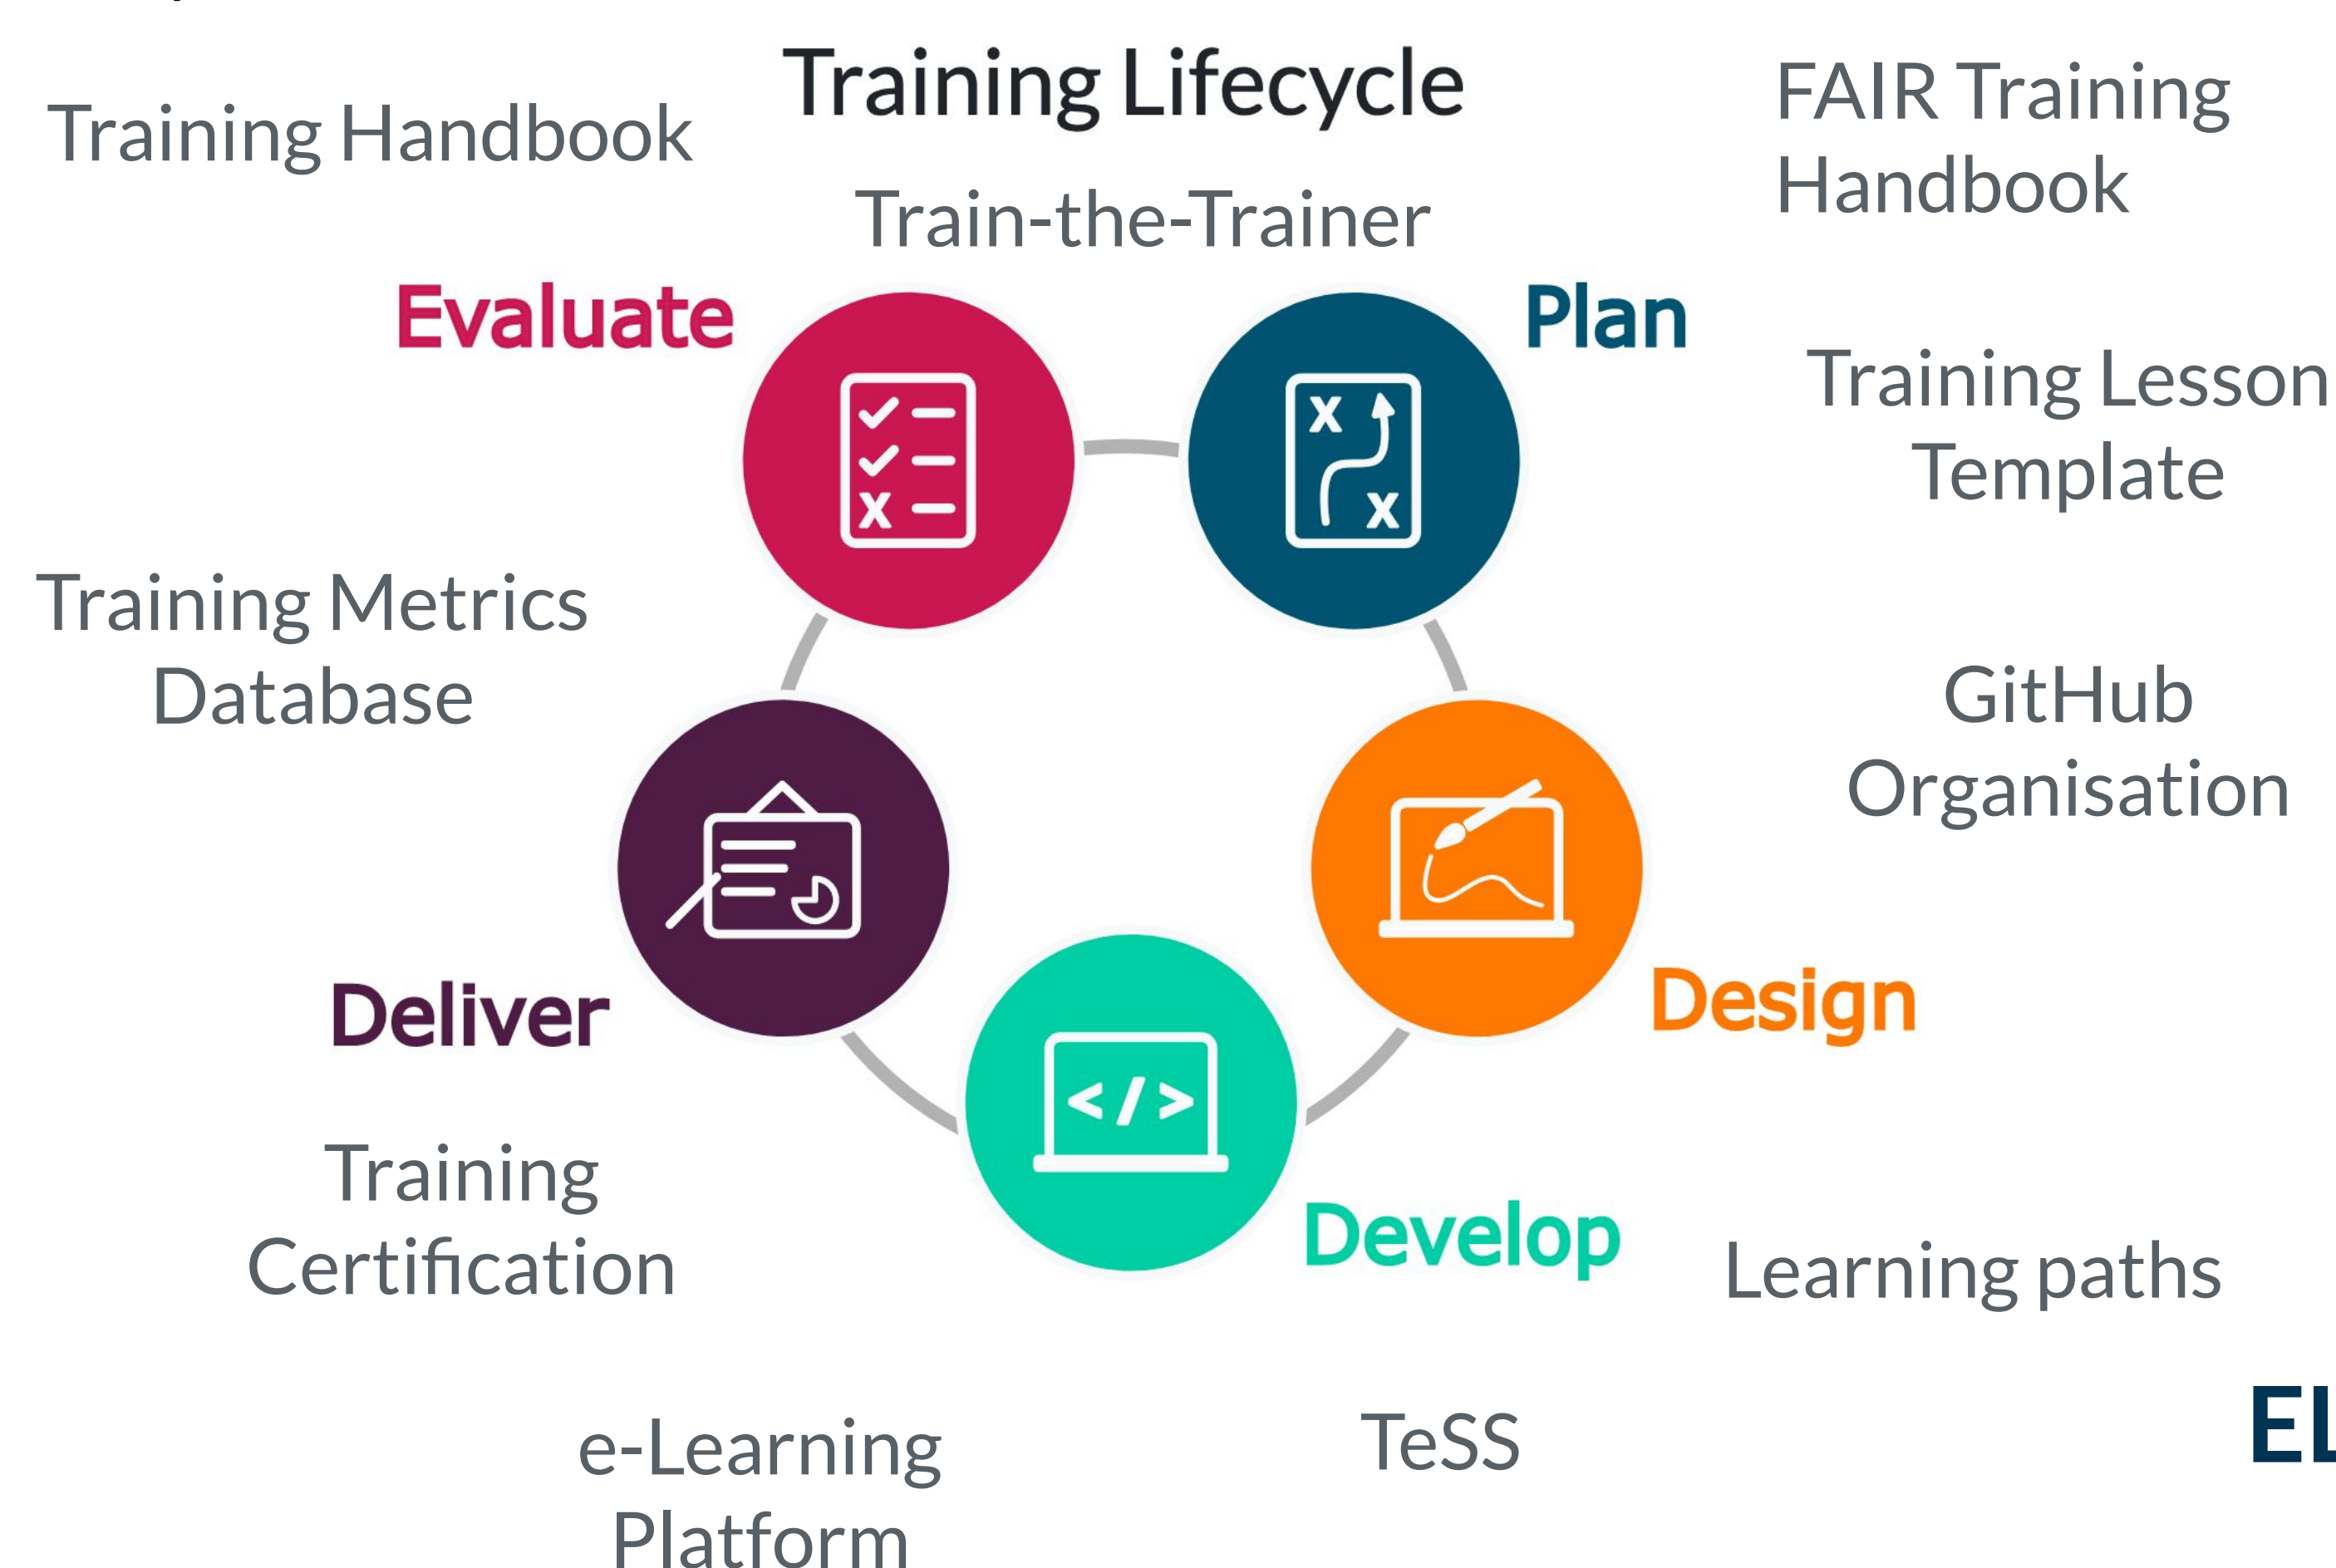 Training Lifecycle
Training Handbook
FAIR Training
Handbook
Train-the-Trainer
Evaluate
Plan
Training Lesson
Template
Training Metrics
Database
GitHub
Organisation
Deliver
Design
Training
Certification
Develop
Learning paths
e-Learning
Platform
TeSS